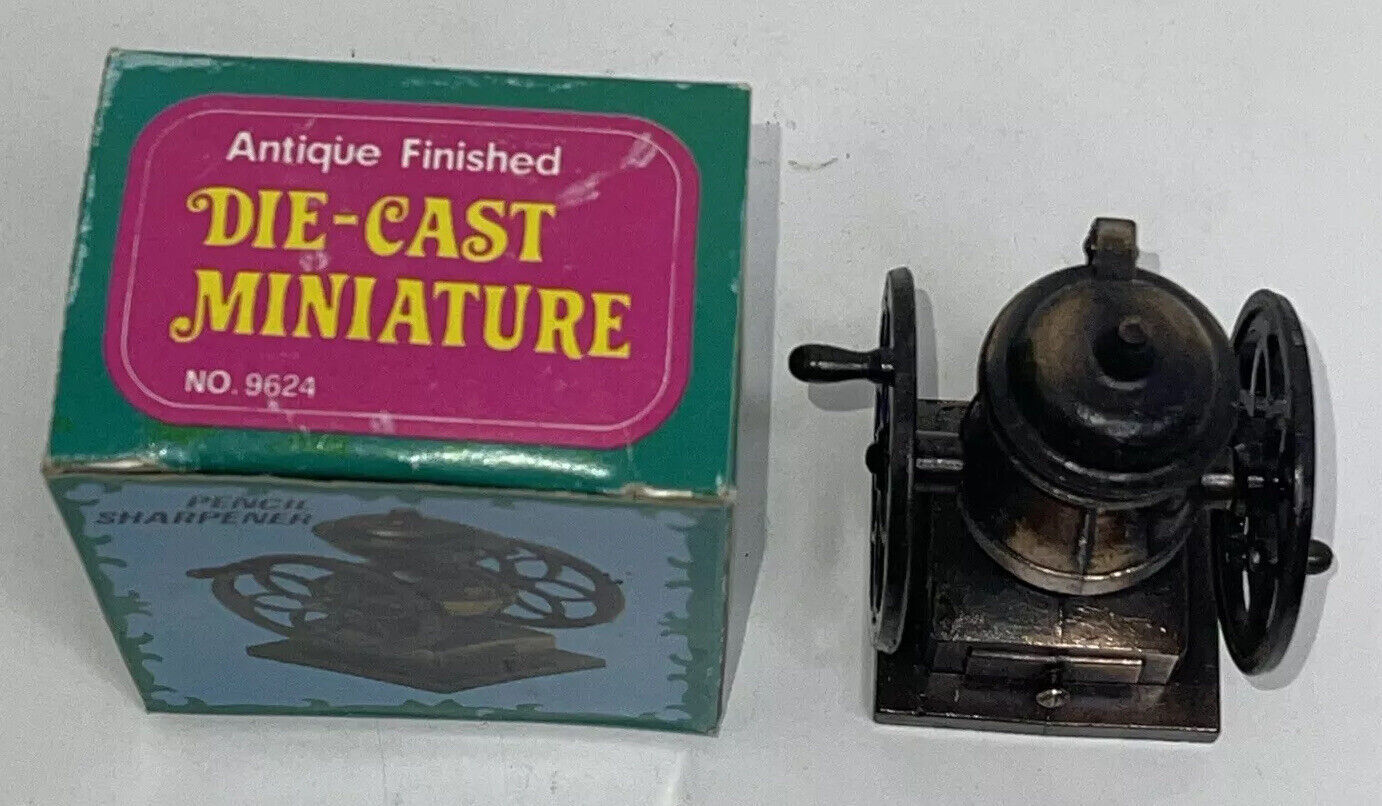 Antique Finished
DIE-CAST
MINIATURE
NO. 9624
PENCIL
SHARPENER